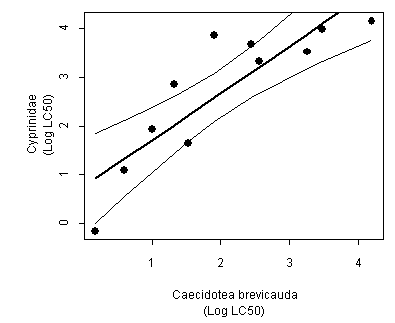 Cyprinidae
(Log LC50)
4
3
2
1
0
1 2 3 4
Caecidotea brevicauda
(Log LC50)